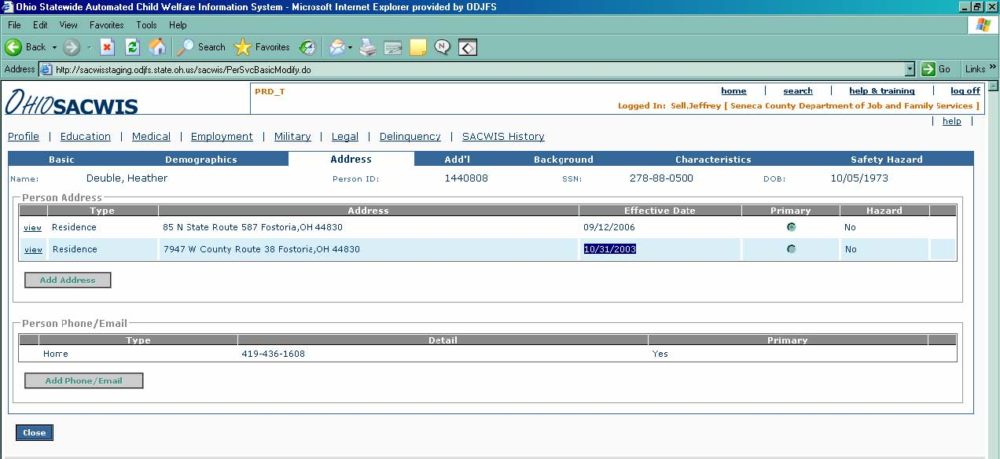 Ohio Statewide Automated Child Welfare Information System - Microsoft Internet Explorer provided by ODJFS
File Edit View Favorites Tools Help
Back Search Favorites
Address http://sacwisstaging.odjfs.state.oh.us/sacwis/PerSvcBasicModify.do Go Links »
OHIOSACWIS
PRD_T
home | search | help & training | log off
Logged In: Sell,Jeffrey [ Seneca County Department of Job and Family Services ]
| help |
Profile | Education | Medical | Employment | Military | Legal | Delinquency | SACWIS History
Basic Demographics Address Add'l Background Characteristics Safety Hazard
Name: Deuble, Heather Person ID: 1440808 SSN: 278-88-0500 DOB: 10/05/1973
Person Address
Type Address Effective Date Primary Hazard
view Residence 85 N State Route 587 Fostoria,OH 44830 09/12/2006 No
view Residence 7947 W County Route 38 Fostoria,OH 44830 10/31/2003 No
Add Address
Person Phone/Email
Type Detail Primary
Home 419-436-1608 Yes
Add Phone/Email
Close